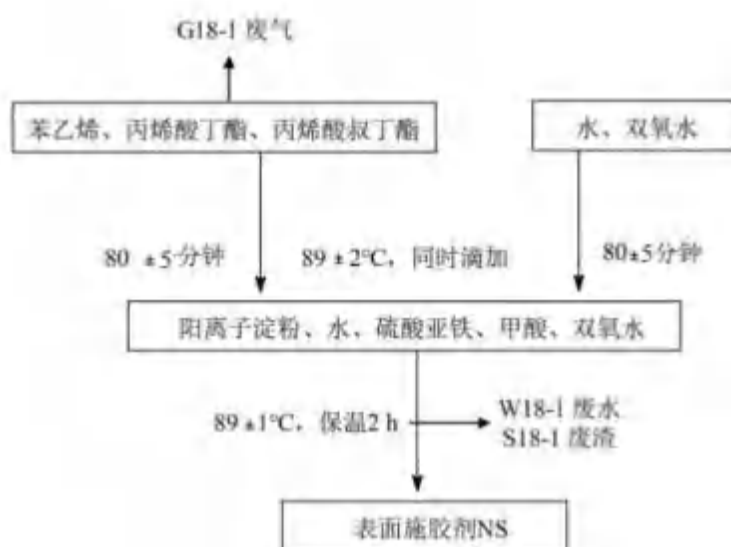 G18-1 废气
苯乙烯、丙烯酸丁酯、丙烯酸叔丁酯
水、双氧水
80 ±5分钟
89 ±2℃，同时滴加
80±5分钟
阳离子淀粉、水、硫酸亚铁、甲酸、双氧水
89 ±1℃，保温2 h
W18-1 废水
S18-1 废渣
表面施胶剂NS